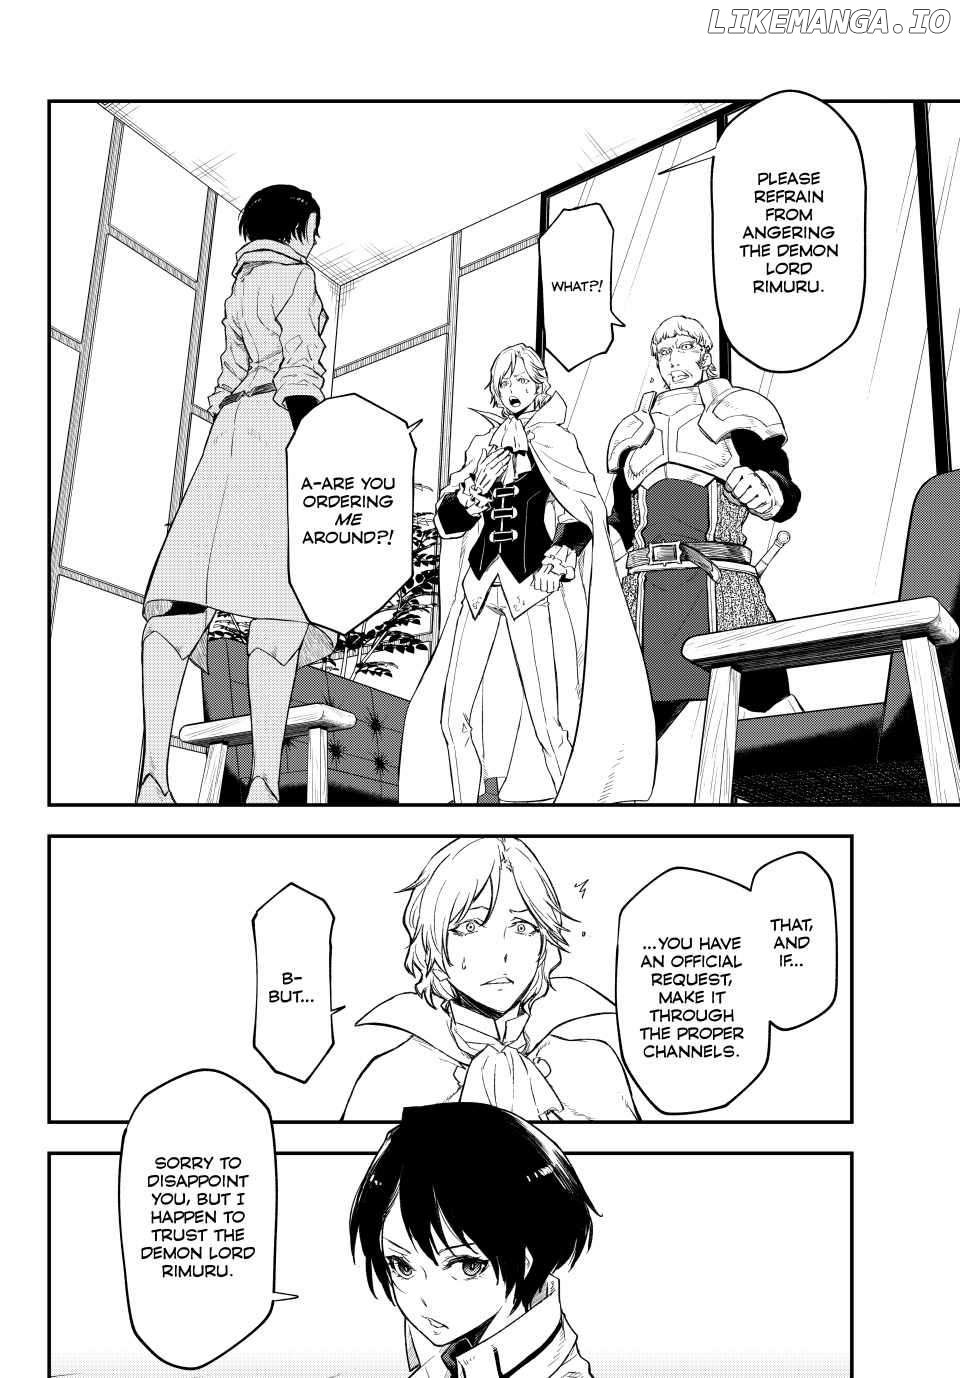 LIKEMANGA.IO
PLEASE
REFRAIN
FROM
ANGERING
THE DEMON
LORD
RIMURU.
WHAT?!
A-ARE YOU
ORDERING
ME
AROUND?!
THAT,
AND
IF...
...YOU HAVE
AN OFFICIAL
REQUEST,
MAKE IT
THROUGH
THE PROPER
CHANNELS.
B-
BUT...
SORRY TO
DISAPPOINT
YOU, BUT I
HAPPEN TO
TRUST THE
DEMON LORD
RIMURU.